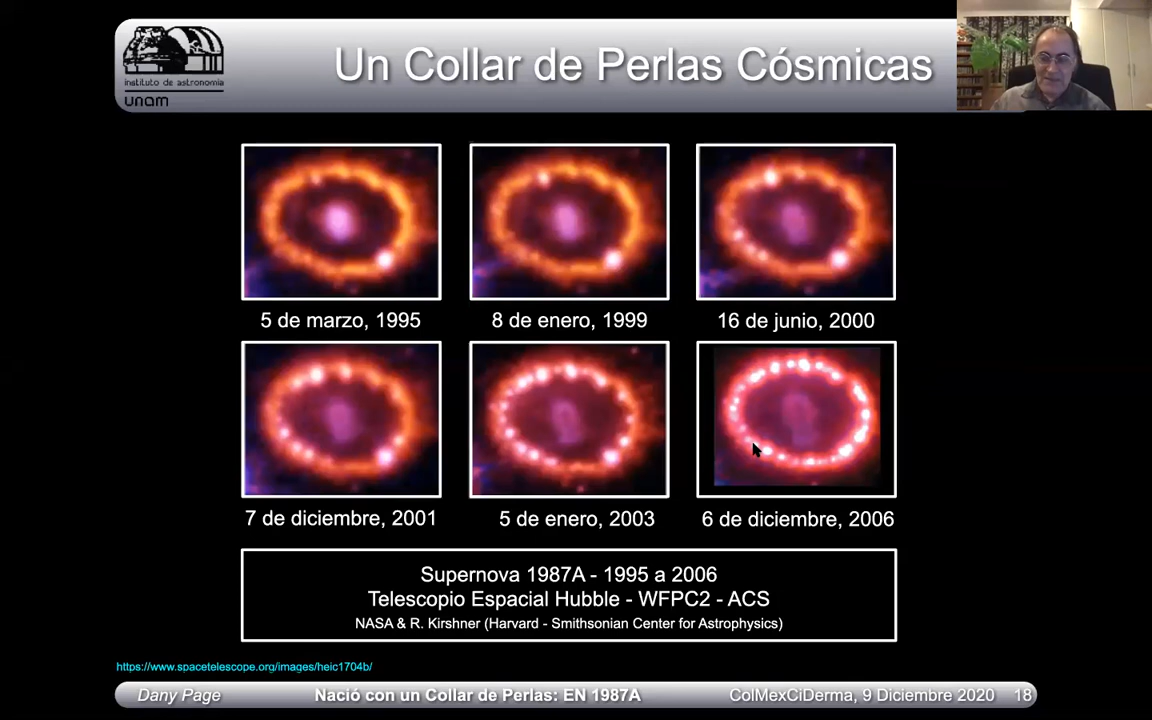 instituto de astronomía
unam
Un Collar de Perlas Cósmicas
5 de marzo, 1995
8 de enero, 1999
16 de junio, 2000
7 de diciembre, 2001
5 de enero, 2003
6 de diciembre, 2006
Supernova 1987A - 1995 a 2006
Telescopio Espacial Hubble - WFPC2 - ACS
NASA & R. Kirshner (Harvard - Smithsonian Center for Astrophysics)
https://www.spacetelescope.org/images/heic1704b/
Dany Page
Nació con un Collar de Perlas: EN 1987A
ColMexCiDerma, 9 Diciembre 2020
18